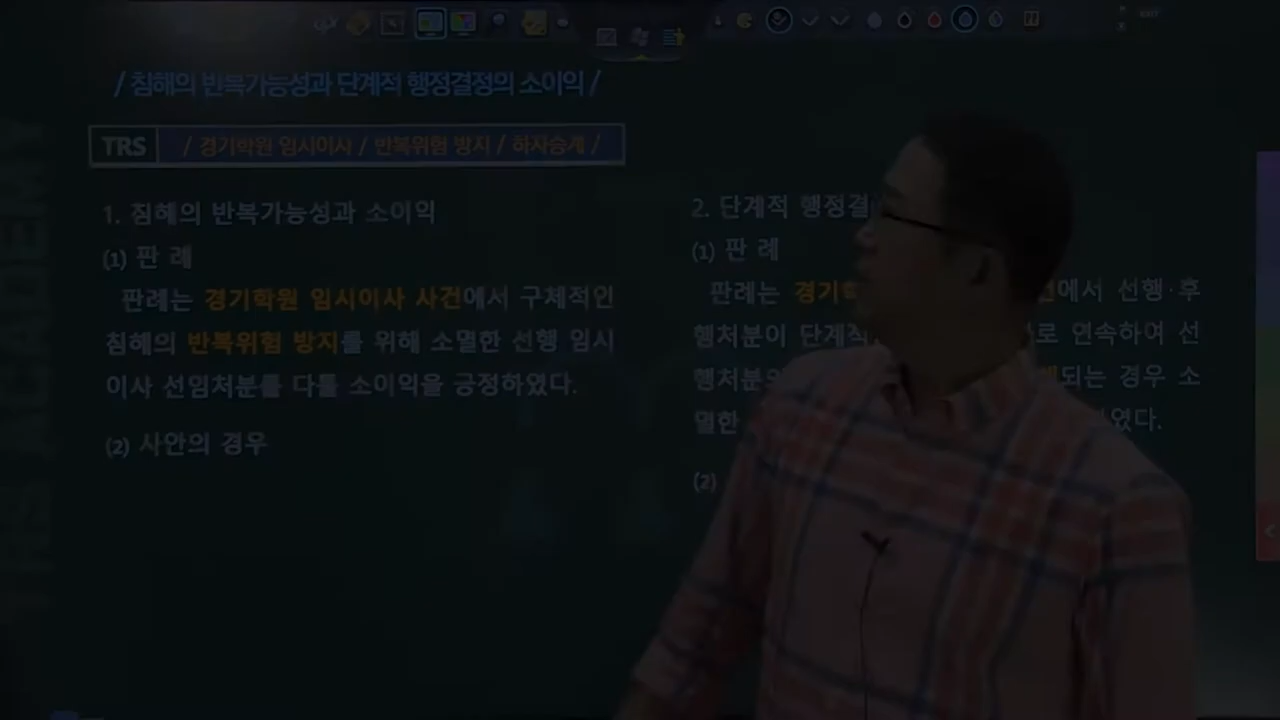 / 침해의 반복가능성과 단계적 행정결정의 소이익 /
TRS / 경기학원 임시이사 / 반복위험 방지 / 하자승계 /
1. 침해의 반복가능성과 소이익
(1) 판 례
판례는 경기학원 임시이사 사건에서 구체적인
침해의 반복위험 방지를 위해 소멸한 선행 임시
이사 선임처분를 다툴 소이익을 긍정하였다.
(2) 사안의 경우
2. 단계적 행정결
(1) 판 례
판례는 경기 에서 선행·후
행처분이 단계적 로 연속하여 선
행처분 되는 경우 소
멸한 였다.
(2)
TRS ACADEMY
EXIT